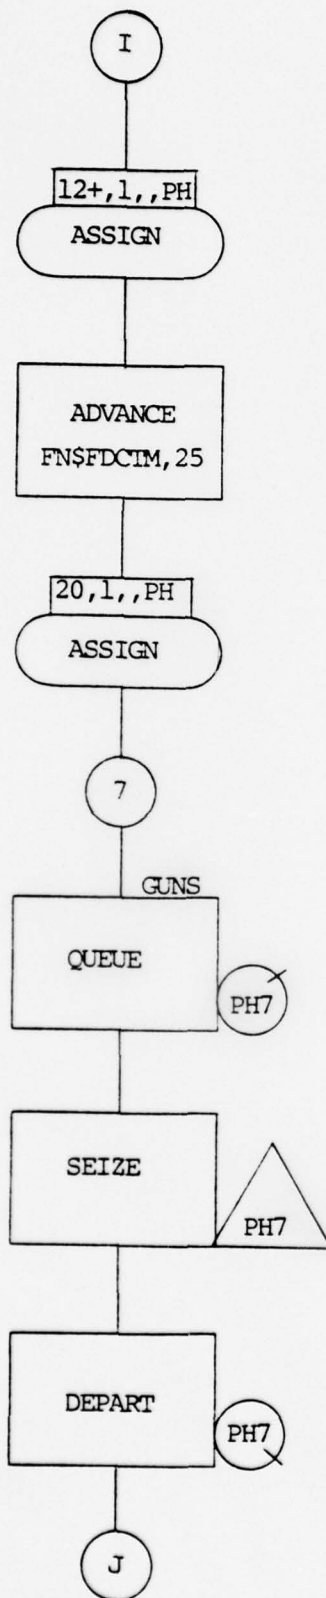 I
12+,1,,PH
ASSIGN
ADVANCE
FN$FDCTM,25
20,1,,PH
ASSIGN
7
GUNS
QUEUE
PH7
SEIZE
PH7
DEPART
PH7
J